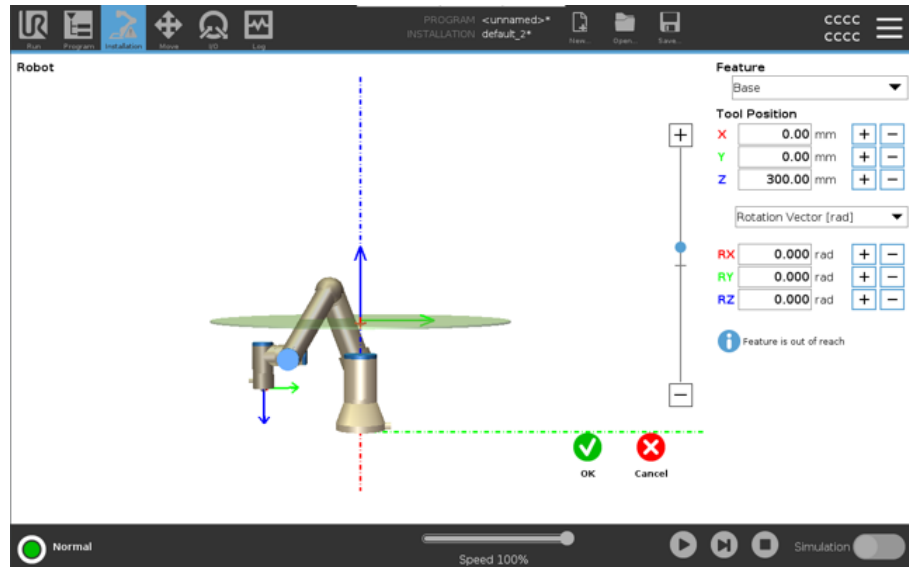 UR
Run
Program
Installation
Move
I/O
Log
PROGRAM <unnamed>*
INSTALLATION default_2*
New...
Open...
Save...
cccc
cccc
Robot
Feature
Base
Tool Position
X 0.00 mm + −
Y 0.00 mm + −
Z 300.00 mm + −
Rotation Vector [rad]
RX 0.000 rad + −
RY 0.000 rad + −
RZ 0.000 rad + −
i Feature is out of reach
+
−
OK
Cancel
Normal
Speed 100%
Simulation